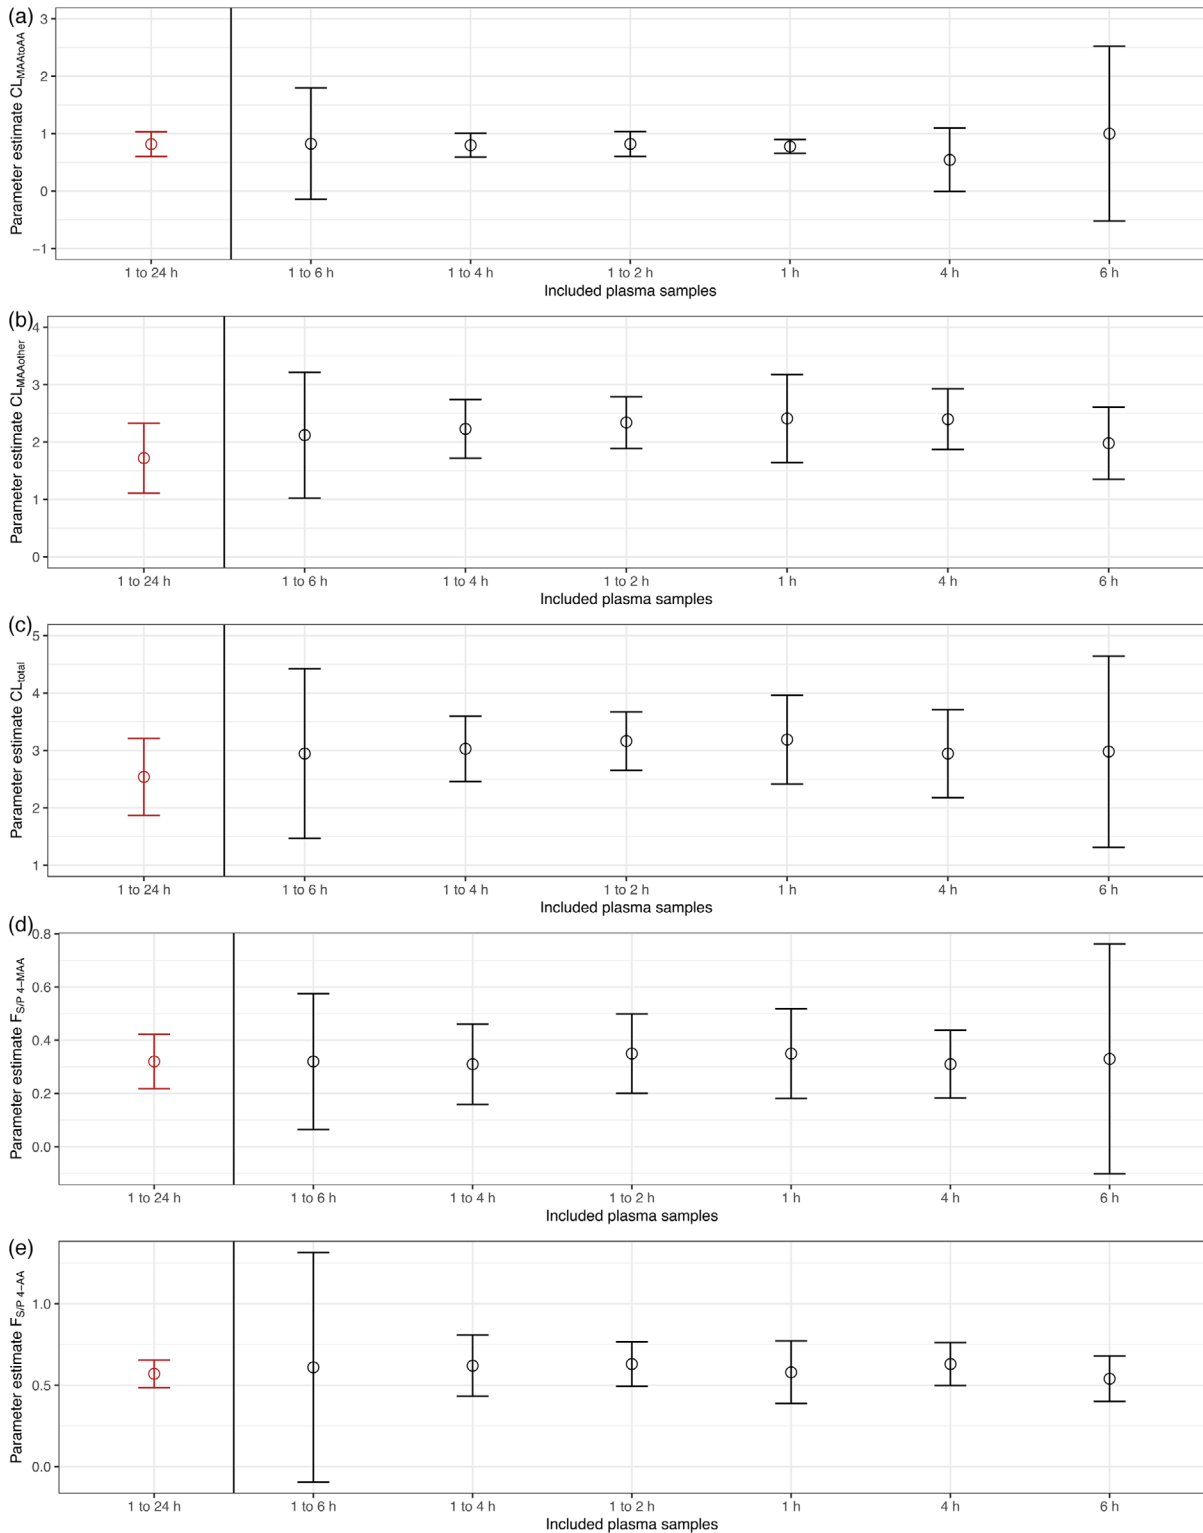 (a)
Parameter estimate CL_MAAtoAA
3
2
1
0
−1
1 to 24 h 1 to 6 h 1 to 4 h 1 to 2 h 1 h 4 h 6 h
Included plasma samples
(b)
Parameter estimate CL_MAAother
4
3
2
1
0
1 to 24 h 1 to 6 h 1 to 4 h 1 to 2 h 1 h 4 h 6 h
Included plasma samples
(c)
Parameter estimate CL_total
5
4
3
2
1
1 to 24 h 1 to 6 h 1 to 4 h 1 to 2 h 1 h 4 h 6 h
Included plasma samples
(d)
Parameter estimate F_S/P 4−MAA
0.8
0.6
0.4
0.2
0.0
1 to 24 h 1 to 6 h 1 to 4 h 1 to 2 h 1 h 4 h 6 h
Included plasma samples
(e)
Parameter estimate F_S/P 4−AA
1.0
0.5
0.0
1 to 24 h 1 to 6 h 1 to 4 h 1 to 2 h 1 h 4 h 6 h
Included plasma samples